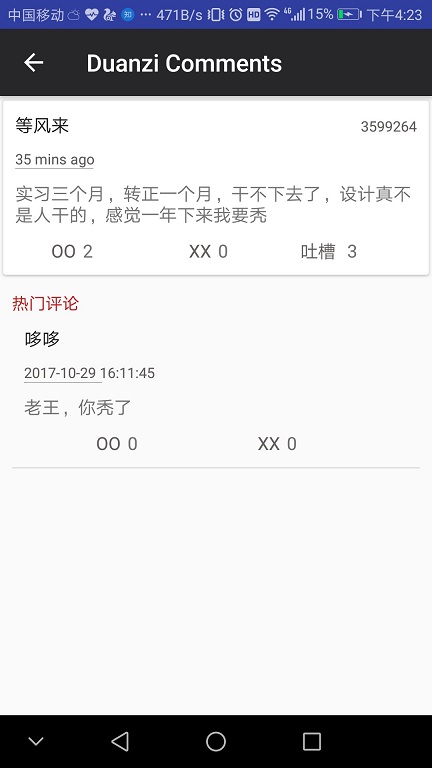 中国移动 知 ··· 471B/s HD 4G 15% 下午4:23
Duanzi Comments
等风来 3599264
35 mins ago
实习三个月，转正一个月，干不下去了，设计真不
是人干的，感觉一年下来我要秃
OO 2 XX 0 吐槽 3
热门评论
哆哆
2017-10-29 16:11:45
老王，你秃了
OO 0 XX 0